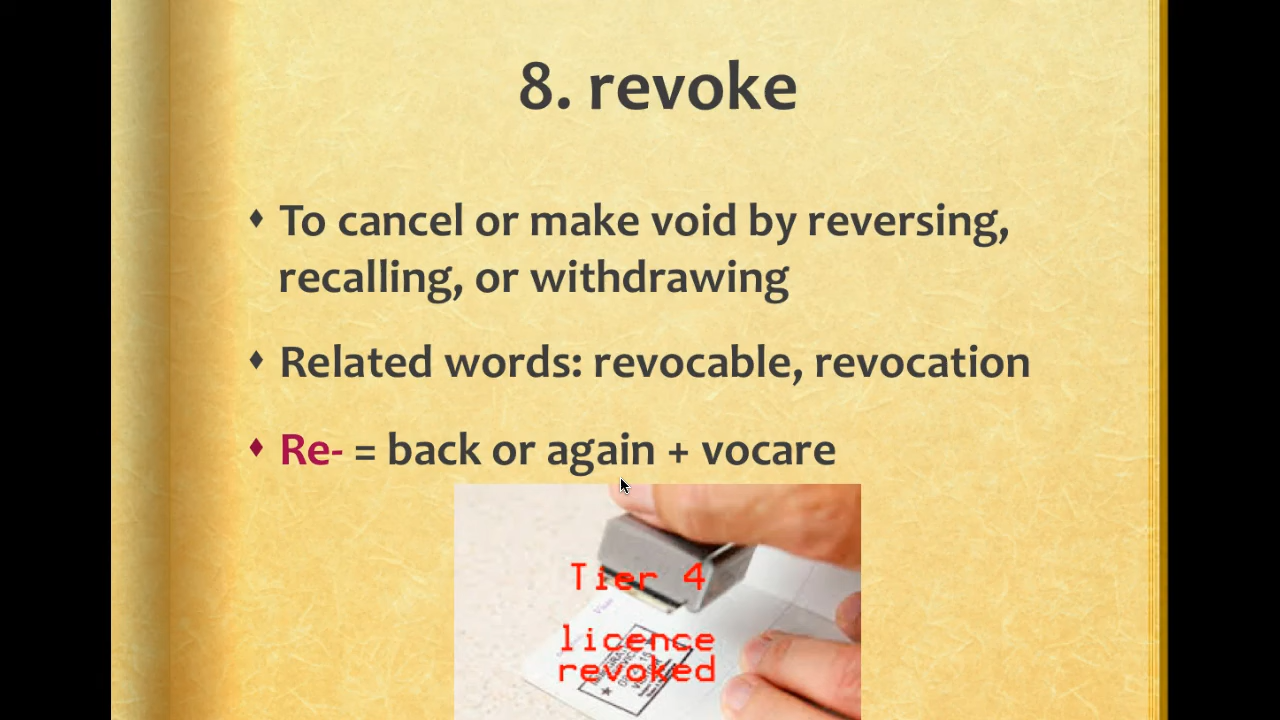 8. revoke
To cancel or make void by reversing,
recalling, or withdrawing
Related words: revocable, revocation
Re- = back or again + vocare
Tier 4
licence
revoked